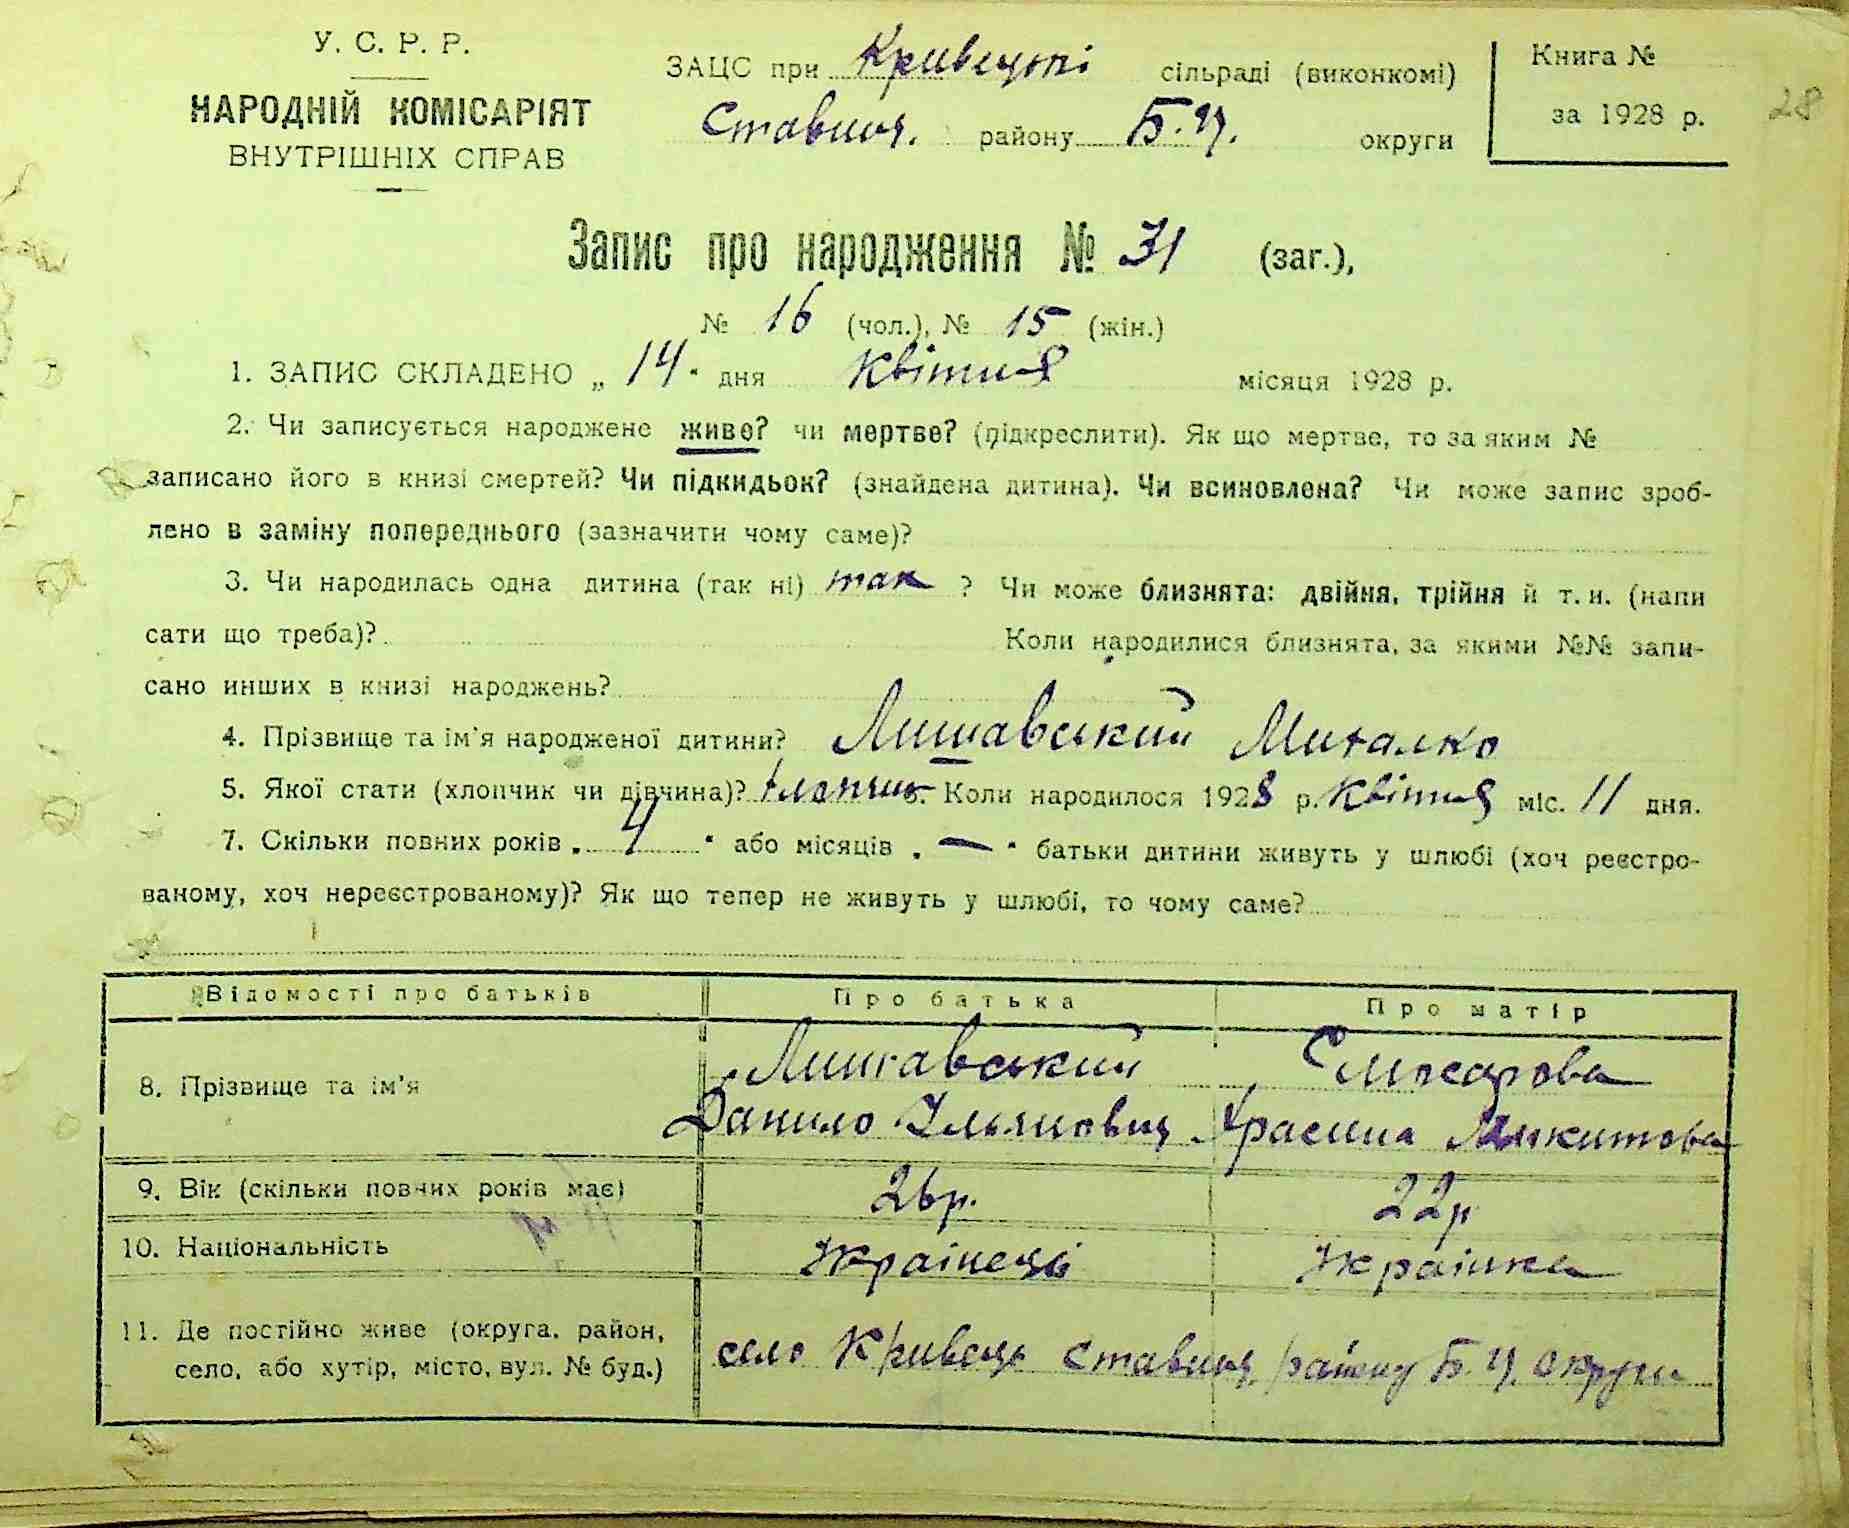 У. С. Р. Р.
НАРОДНІЙ КОМІСАРІЯТ
ВНУТРІШНІХ СПРАВ
ЗАЦС при Кривецькі сільраді (виконкомі)
Ставищ. району Б.Ц. округи
Книга №
за 1928 р.
28
Запис про народження № 31 (заг.),
№ 16 (чол.), № 15 (жін.)
1. ЗАПИС СКЛАДЕНО „ 14 " дня квітня місяця 1928 р.
2. Чи записується народжене живе? чи мертве? (підкреслити). Як що мертве, то за яким №
записано його в книзі смертей? Чи підкидьок? (знайдена дитина). Чи всиновлена? Чи може запис зроб-
лено в заміну попереднього (зазначити чому саме)?
3. Чи народилась одна дитина (так ні) так ? Чи може близнята: двійня, трійня й т. и. (напи
сати що треба)? Коли народилися близнята, за якими №№ запи-
сано инших в книзі народжень?
4. Прізвище та ім'я народженої дитини? Лишавський Михалко
5. Якої стати (хлопчик чи дівчина)? Хлопчик 6. Коли народилося 1928 р. Квітня міс. 11 дня.
7. Скільки повних років „ 4 " або місяців „ — " батьки дитини живуть у шлюбі (хоч реєстро-
ваному, хоч нереєстрованому)? Як що тепер не живуть у шлюбі, то чому саме?
Відомості про батьків Про батька Про матір
8. Прізвище та ім'я
Лишавський
Данило Ульянович
Микитова
9. Вік (скільки повних років має) 26р. 22р
10. Національність Українець Українка
11. Де постійно живе (округа, район,
село, або хутір, місто, вул. № буд.)
село Кривець Ставищ. району Б.Ц. округи